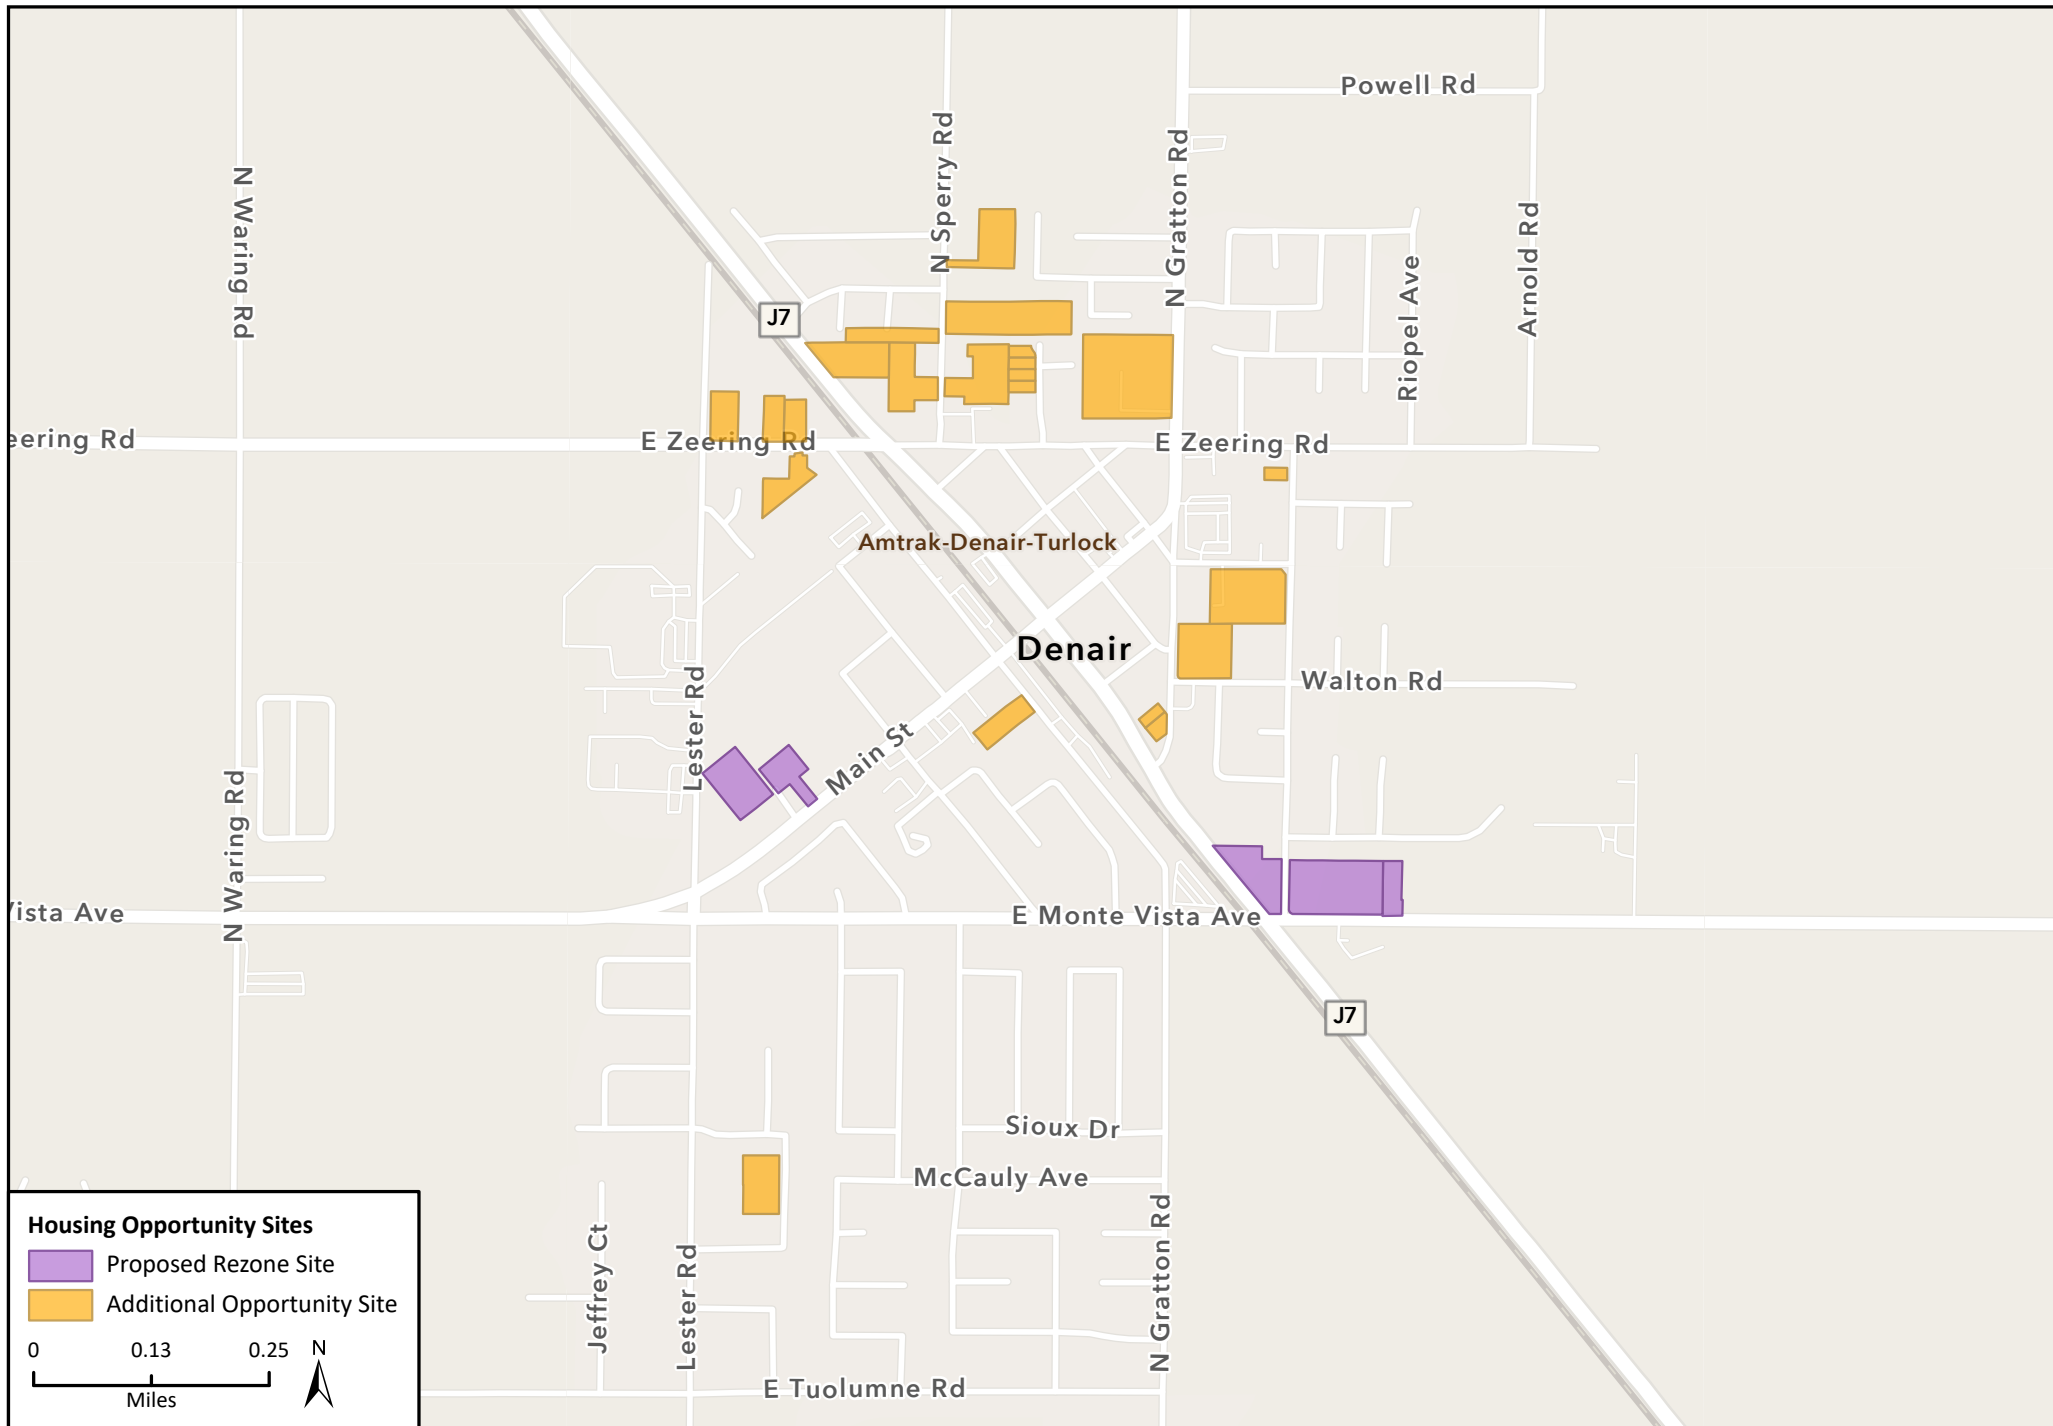 Powell Rd
N Sperry Rd
N Gratton Rd
N Waring Rd
Arnold Rd
Riopel Ave
J7
eering Rd
E Zeering Rd
E Zeering Rd
Amtrak-Denair-Turlock
Denair
Walton Rd
Lester Rd
Main St
N Waring Rd
Vista Ave
E Monte Vista Ave
J7
Sioux Dr
McCauly Ave
N Gratton Rd
Jeffrey Ct
Lester Rd
E Tuolumne Rd
Housing Opportunity Sites
Proposed Rezone Site
Additional Opportunity Site
0 0.13 0.25 N
Miles